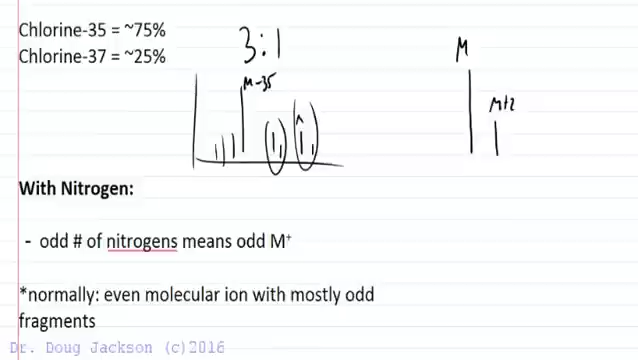 Chlorine-35 = ~75%
Chlorine-37 = ~25%
3:1
M-35
M
M+2
With Nitrogen:
- odd # of nitrogens means odd M+
*normally: even molecular ion with mostly odd
fragments
Dr. Doug Jackson (c)2016